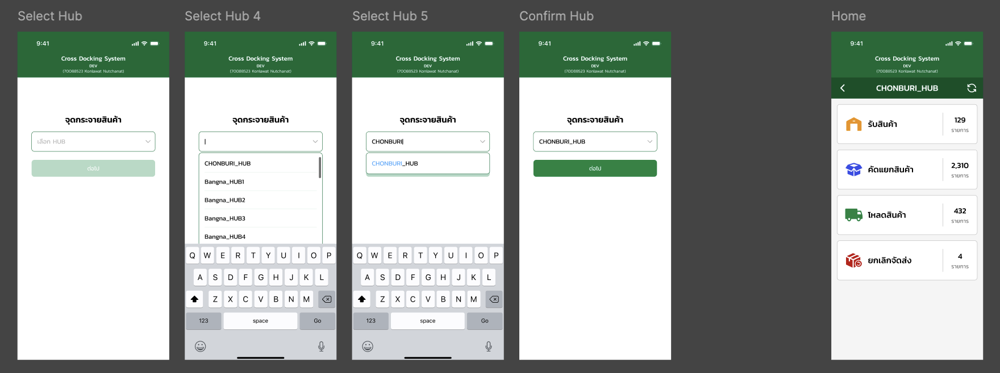 Select Hub
9:41
Cross Docking System
DEV
(70088523 Konlawat Nutchanat)
จุดกระจายสินค้า
เลือก HUB
ต่อไป
Select Hub 4
9:41
Cross Docking System
DEV
(70088523 Konlawat Nutchanat)
จุดกระจายสินค้า
CHONBURI_HUB
Bangna_HUB1
Bangna_HUB2
Bangna_HUB3
Bangna_HUB4
Q W E R T Y U I O P
A S D F G H J K L
Z X C V B N M
123 space Go
Select Hub 5
9:41
Cross Docking System
DEV
(70088523 Konlawat Nutchanat)
จุดกระจายสินค้า
CHONBURI
CHONBURI_HUB
Q W E R T Y U I O P
A S D F G H J K L
Z X C V B N M
123 space Go
Confirm Hub
9:41
Cross Docking System
DEV
(70088523 Konlawat Nutchanat)
จุดกระจายสินค้า
CHONBURI_HUB
ต่อไป
Home
9:41
Cross Docking System
DEV
(70088523 Konlawat Nutchanat)
CHONBURI_HUB
รับสินค้า
129
รายการ
คัดแยกสินค้า
2,310
รายการ
โหลดสินค้า
432
รายการ
ยกเลิกจัดส่ง
4
รายการ